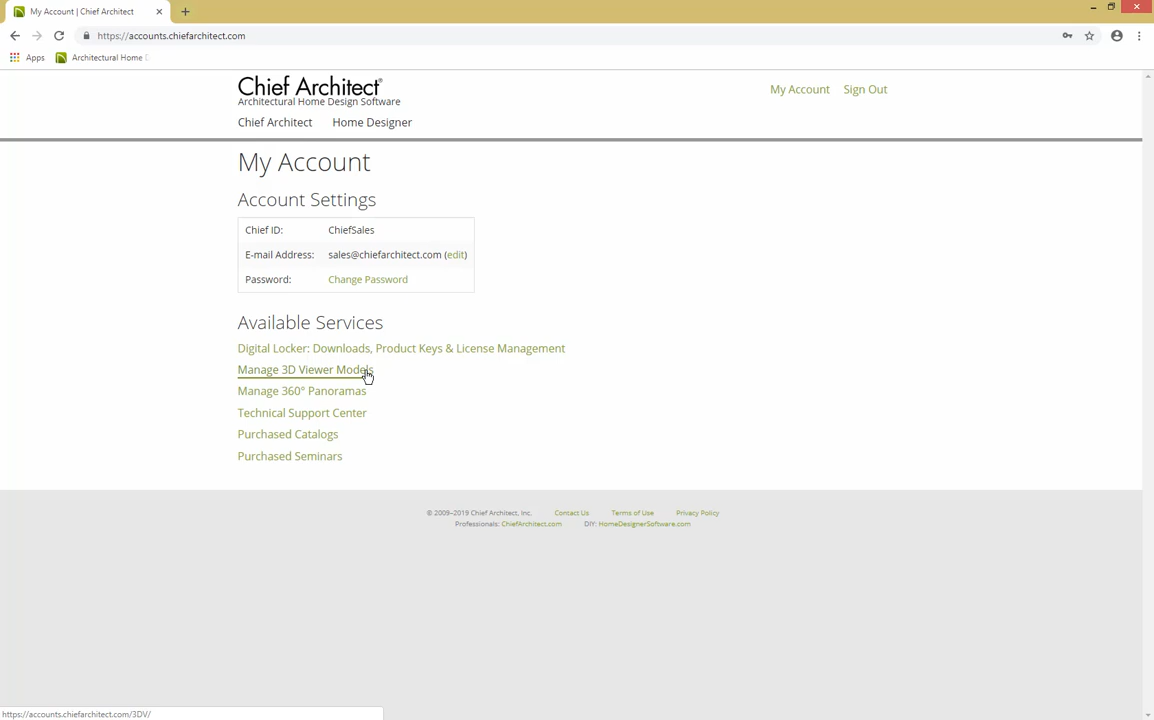 My Account | Chief Architect
https://accounts.chiefarchitect.com
Apps
Architectural Home D
Chief Architect®
Architectural Home Design Software
My Account
Sign Out
Chief Architect
Home Designer
My Account
Account Settings
Chief ID: ChiefSales
E-mail Address: sales@chiefarchitect.com (edit)
Password: Change Password
Available Services
Digital Locker: Downloads, Product Keys & License Management
Manage 3D Viewer Models
Manage 360° Panoramas
Technical Support Center
Purchased Catalogs
Purchased Seminars
© 2009–2019 Chief Architect, Inc. Contact Us Terms of Use Privacy Policy
Professionals: ChiefArchitect.com DIY: HomeDesignerSoftware.com
https://accounts.chiefarchitect.com/3DV/